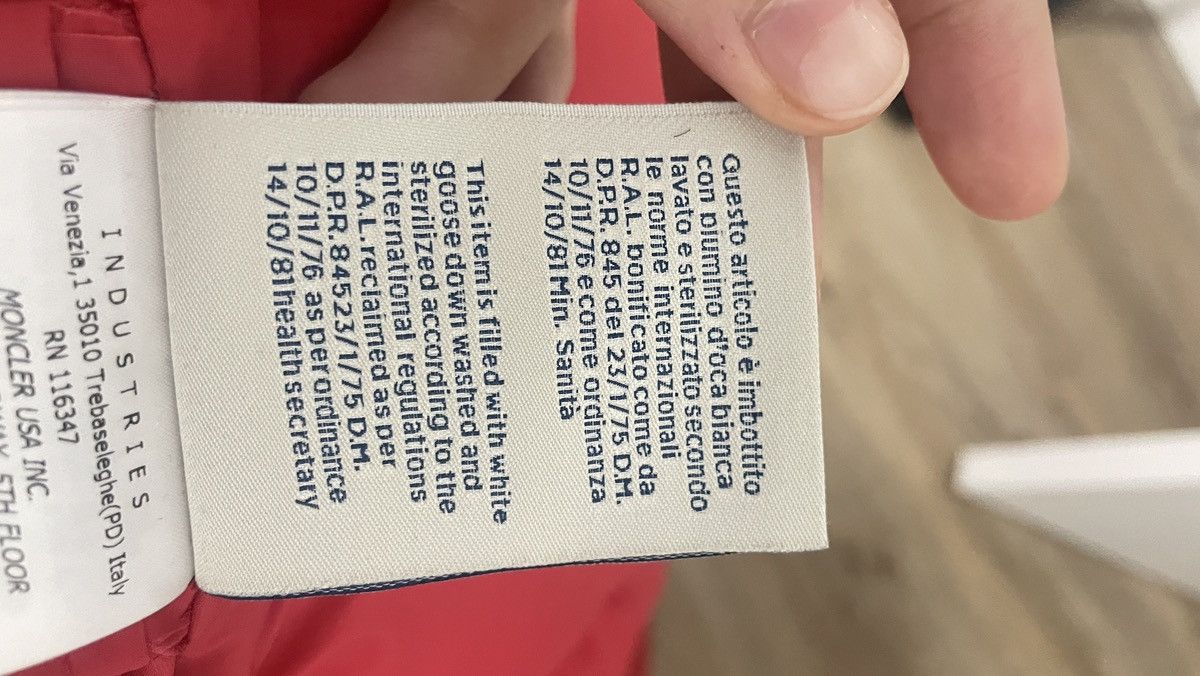 Questo articolo è imbottito
con piumino d'oca bianca
lavato e sterilizzato secondo
le norme internazionali
R.A.L. bonificato come da
D.P.R. 845 del 23/1/75 D.M.
10/11/76 e come ordinanza
14/10/81 Min. Sanità
This item is filled with white
goose down washed and
sterilized according to the
international regulations
R.A.L. reclaimed as per
D.P.R. 845 23/1/75 D.M.
10/11/76 as per ordinance
14/10/81 health secretary
INDUSTRIES
Via Venezia,1 35010 Trebaseleghe(PD) Italy
RN 116347
MONCLER USA INC.
5TH FLOOR